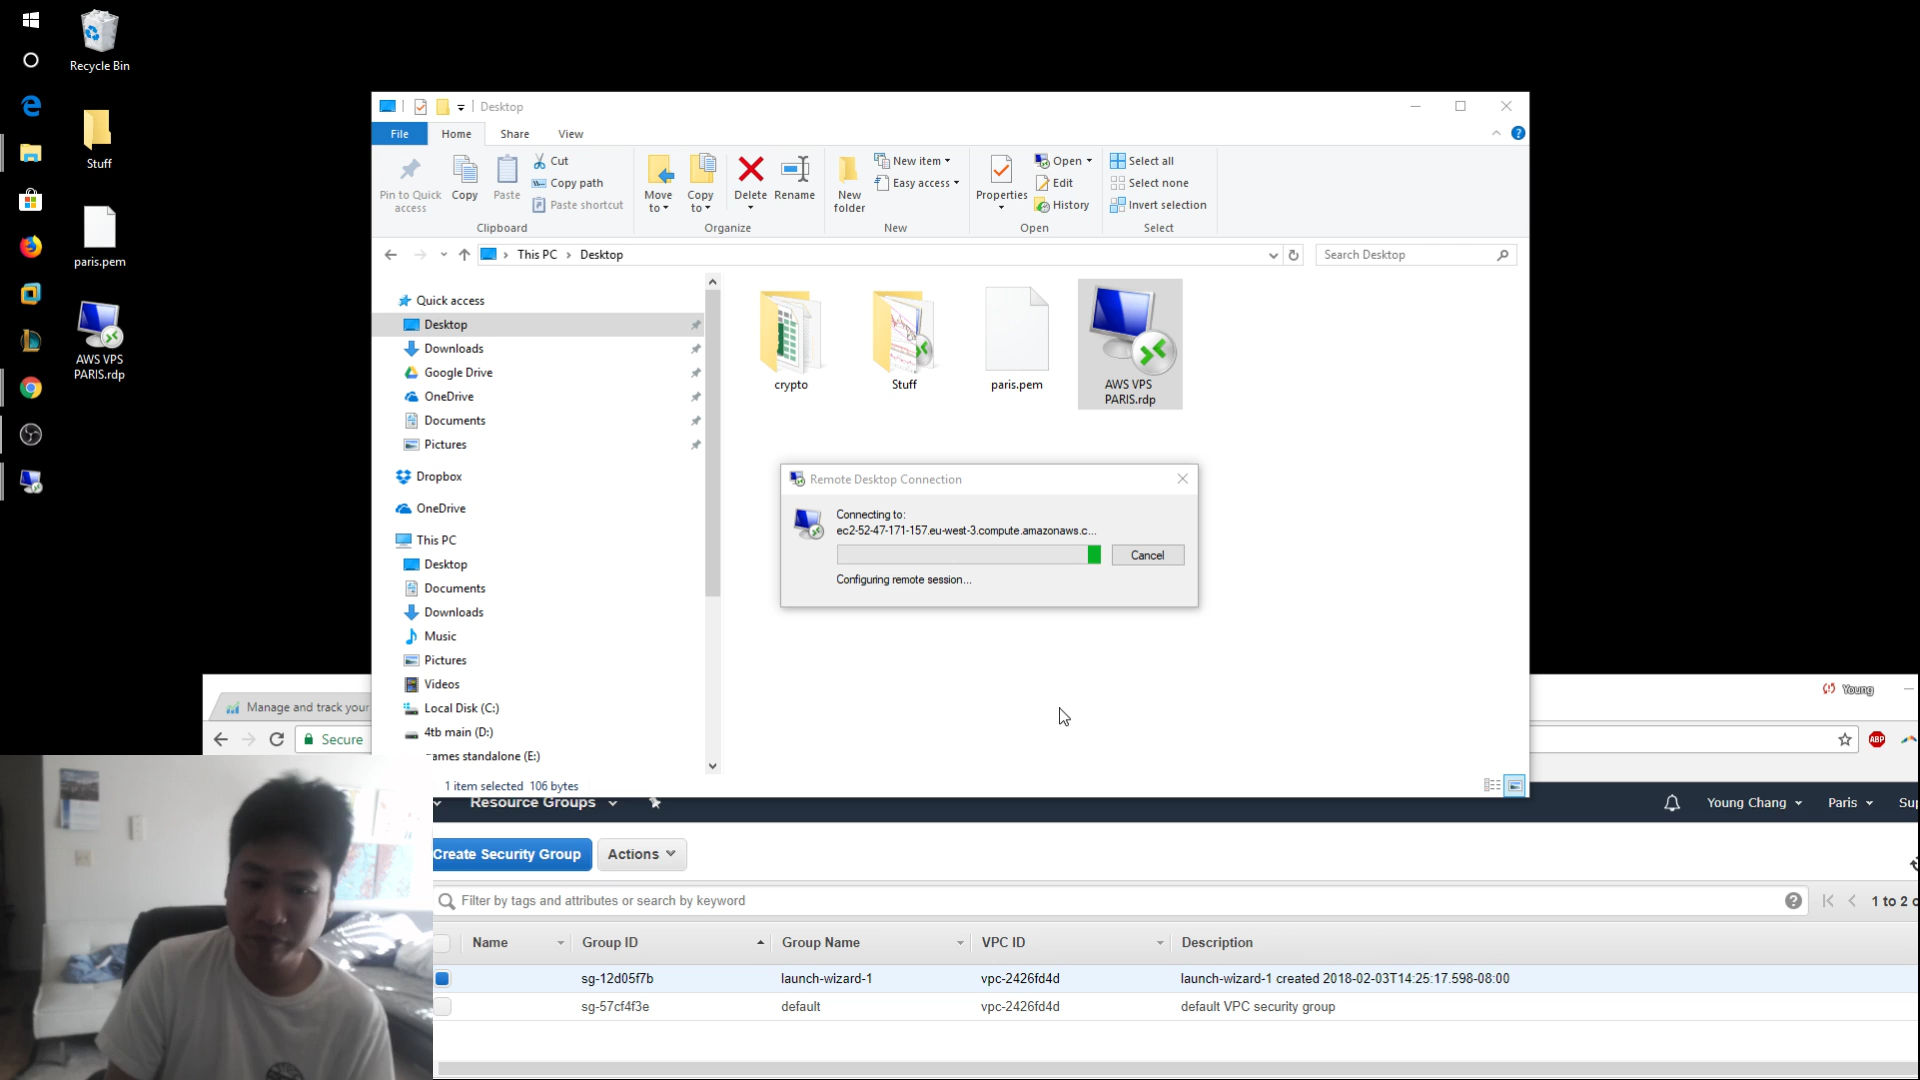 Recycle Bin
Stuff
paris.pem
AWS VPS
PARIS.rdp
Desktop
File
Home
Share
View
Pin to Quick
access
Copy
Paste
Cut
Copy path
Paste shortcut
Clipboard
Move
to
Copy
to
Delete
Rename
Organize
New
folder
New item
Easy access
New
Properties
Open
Edit
History
Open
Select all
Select none
Invert selection
Select
This PC
Desktop
Search Desktop
Quick access
Desktop
Downloads
Google Drive
OneDrive
Documents
Pictures
Dropbox
OneDrive
This PC
Desktop
Documents
Downloads
Music
Pictures
Videos
Local Disk (C:)
4tb main (D:)
games standalone (E:)
1 item selected 106 bytes
crypto
Stuff
paris.pem
AWS VPS
PARIS.rdp
Remote Desktop Connection
Connecting to:
ec2-52-47-171-157.eu-west-3.compute.amazonaws.c...
Cancel
Configuring remote session...
Manage and track your
Young
Secure
ABP
Resource Groups
Young Chang
Paris
Sup
Create Security Group
Actions
Filter by tags and attributes or search by keyword
1 to 2 o
Name Group ID Group Name VPC ID Description
sg-12d05f7b launch-wizard-1 vpc-2426fd4d launch-wizard-1 created 2018-02-03T14:25:17.598-08:00
sg-57cf4f3e default vpc-2426fd4d default VPC security group